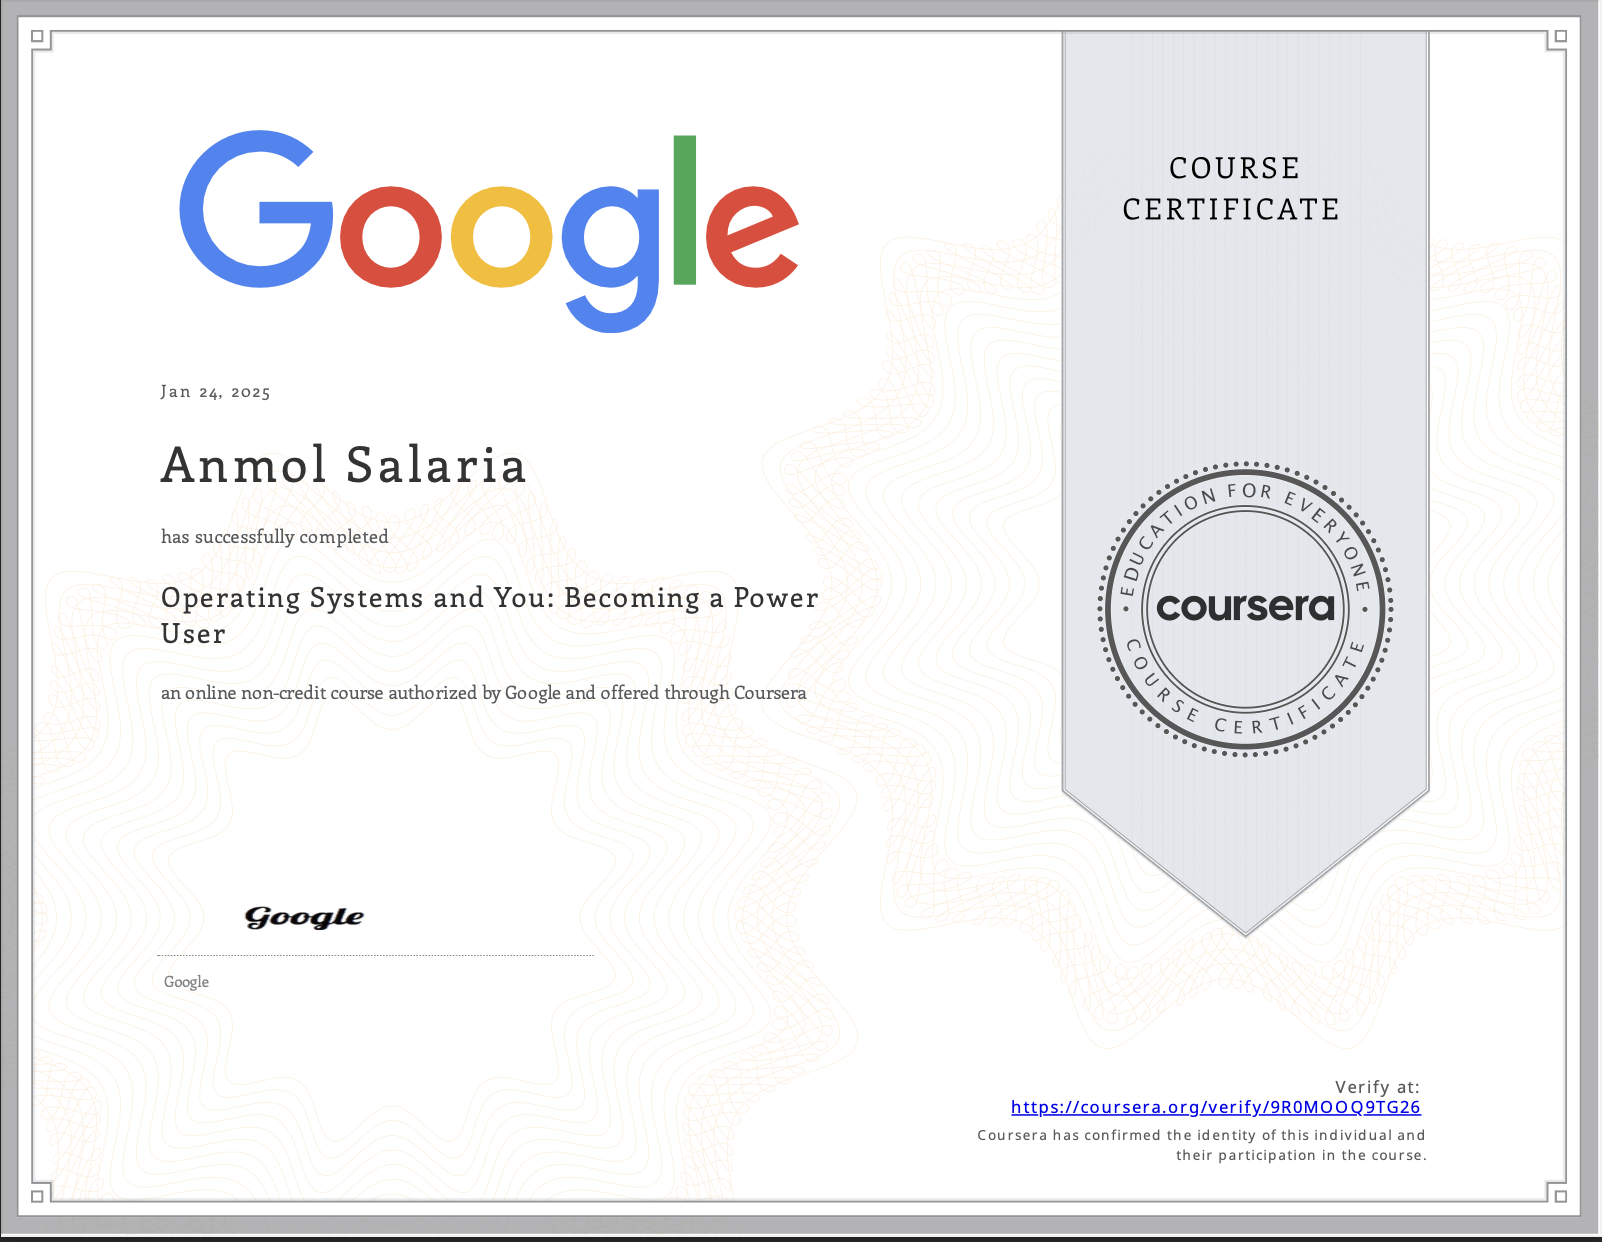 Google
COURSE
CERTIFICATE
Jan 24, 2025
Anmol Salaria
has successfully completed
Operating Systems and You: Becoming a Power
User
an online non-credit course authorized by Google and offered through Coursera
EDUCATION FOR EVERYONE
coursera
COURSE CERTIFICATE
Google
Google
Verify at:
https://coursera.org/verify/9R0MOOQ9TG26
Coursera has confirmed the identity of this individual and
their participation in the course.